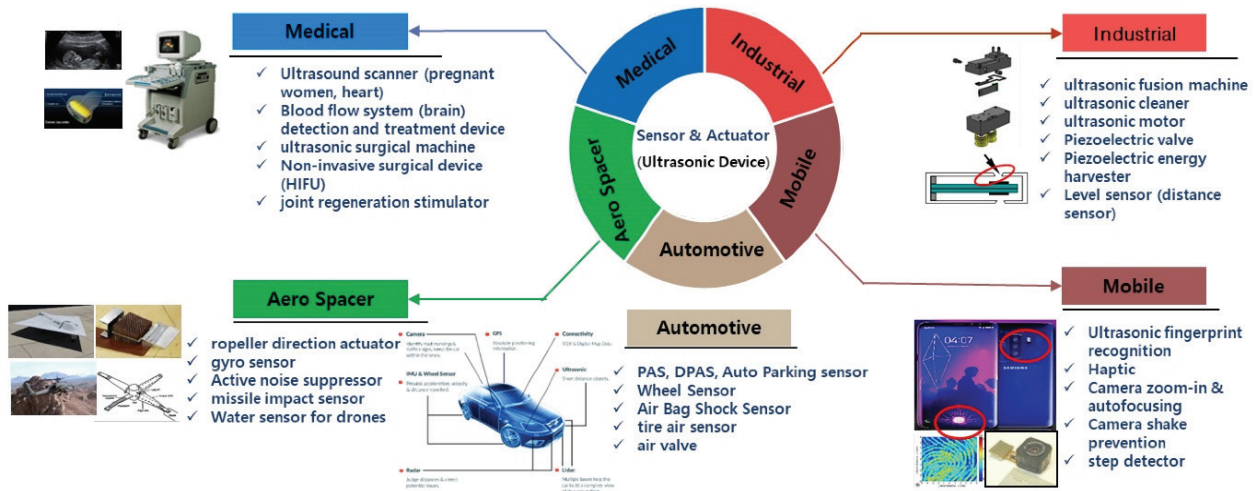 Medical
Ultrasound scanner (pregnant
women, heart)
Blood flow system (brain)
detection and treatment device
ultrasonic surgical machine
Non-invasive surgical device
(HIFU)
joint regeneration stimulator
Medical
Industrial
Mobile
Automotive
Aero Spacer
Sensor & Actuator
(Ultrasonic Device)
Industrial
ultrasonic fusion machine
ultrasonic cleaner
ultrasonic motor
Piezoelectric valve
Piezoelectric energy
harvester
Level sensor (distance
sensor)
Aero Spacer
ropeller direction actuator
gyro sensor
Active noise suppressor
missile impact sensor
Water sensor for drones
Camera
GPS
Absolute positioning
information.
Connectivity
IMU & Wheel Sensor
Ultrasonic
Radar
Lidar
Automotive
PAS, DPAS, Auto Parking sensor
Wheel Sensor
Air Bag Shock Sensor
tire air sensor
air valve
Mobile
04:07
SAMSUNG
Ultrasonic fingerprint
recognition
Haptic
Camera zoom-in &
autofocusing
Camera shake
prevention
step detector